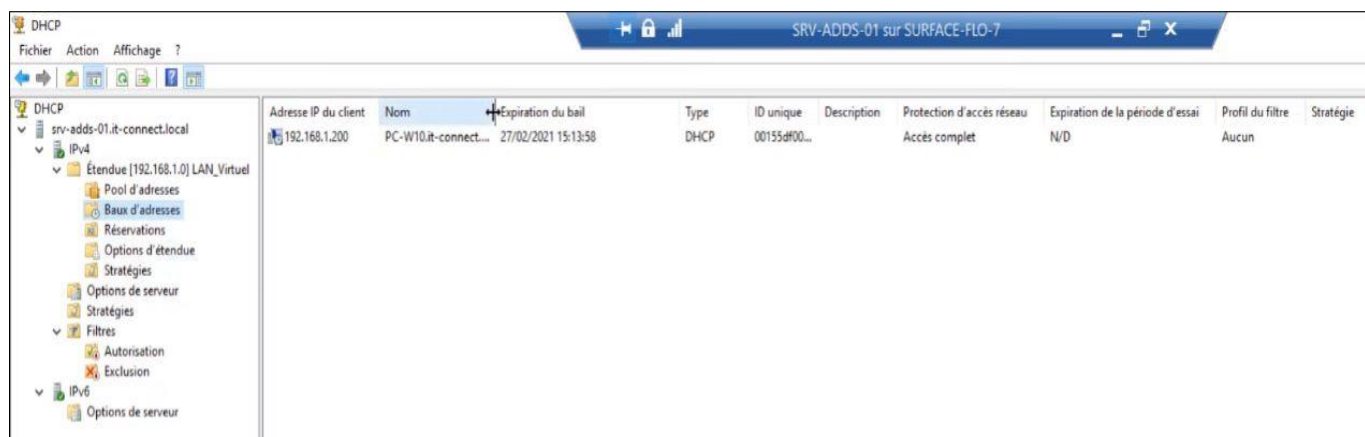 DHCP
SRV-ADDS-01 sur SURFACE-FLO-7
Fichier Action Affichage ?
DHCP
srv-adds-01.it-connect.local
IPv4
Étendue [192.168.1.0] LAN_Virtuel
Pool d'adresses
Baux d'adresses
Réservations
Options d'étendue
Stratégies
Options de serveur
Stratégies
Filtres
Autorisation
Exclusion
IPv6
Options de serveur
Adresse IP du client Nom Expiration du bail Type ID unique Description Protection d'accès réseau Expiration de la période d'essai Profil du filtre Stratégie
192.168.1.200 PC-W10.it-connect.... 27/02/2021 15:13:58 DHCP 00155df00... Accès complet N/D Aucun